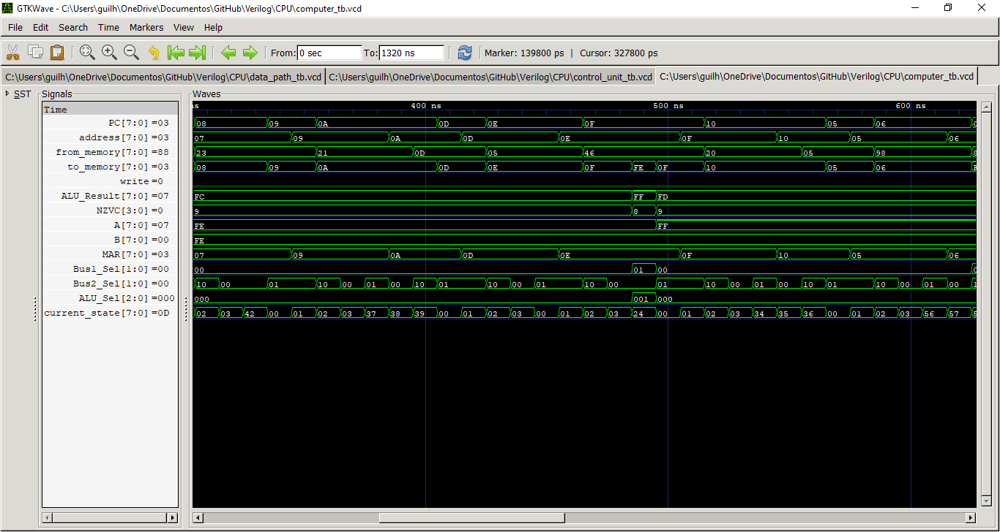 GTKWave - C:\Users\guilh\OneDrive\Documentos\GitHub\Verilog\CPU\computer_tb.vcd
File Edit Search Time Markers View Help
From: 0 sec To: 1320 ns Marker: 139800 ps | Cursor: 327800 ps
C:\Users\guilh\OneDrive\Documentos\GitHub\Verilog\CPU\data_path_tb.vcd C:\Users\guilh\OneDrive\Documentos\GitHub\Verilog\CPU\control_unit_tb.vcd C:\Users\guilh\OneDrive\Documentos\GitHub\Verilog\CPU\computer_tb.vcd
SST Signals Waves
Time 400 ns 500 ns 600 ns
PC[7:0] =03 08 09 0A 0D 0E 0F 10 05 06
address[7:0] =03 07 09 0A 0D 0E 0F 10 05 06
from_memory[7:0] =88 23 21 0D 05 46 20 05 98
to_memory[7:0] =03 08 09 0A 0D 0E 0F FE 0F 10 05 06
write =0
ALU_Result[7:0] =07 FC FF FD
NZVC[3:0] =0 9 8 9
A[7:0] =07 FE FF
B[7:0] =00 FE
MAR[7:0] =03 07 09 0A 0D 0E 0F 10 05 06
Bus1_Sel[1:0] =00 00 01 00
Bus2_Sel[1:0] =00 10 00 01 10 00 01 00 10 01 10 00 01 10 00 01 10 00 01 00 10 01 10 00 01 00
ALU_Sel[2:0] =000 000 001 000
current_state[7:0] =0D 02 03 42 00 01 02 03 37 38 39 00 01 02 03 00 01 02 03 24 00 01 02 03 34 35 36 00 01 02 03 56 57